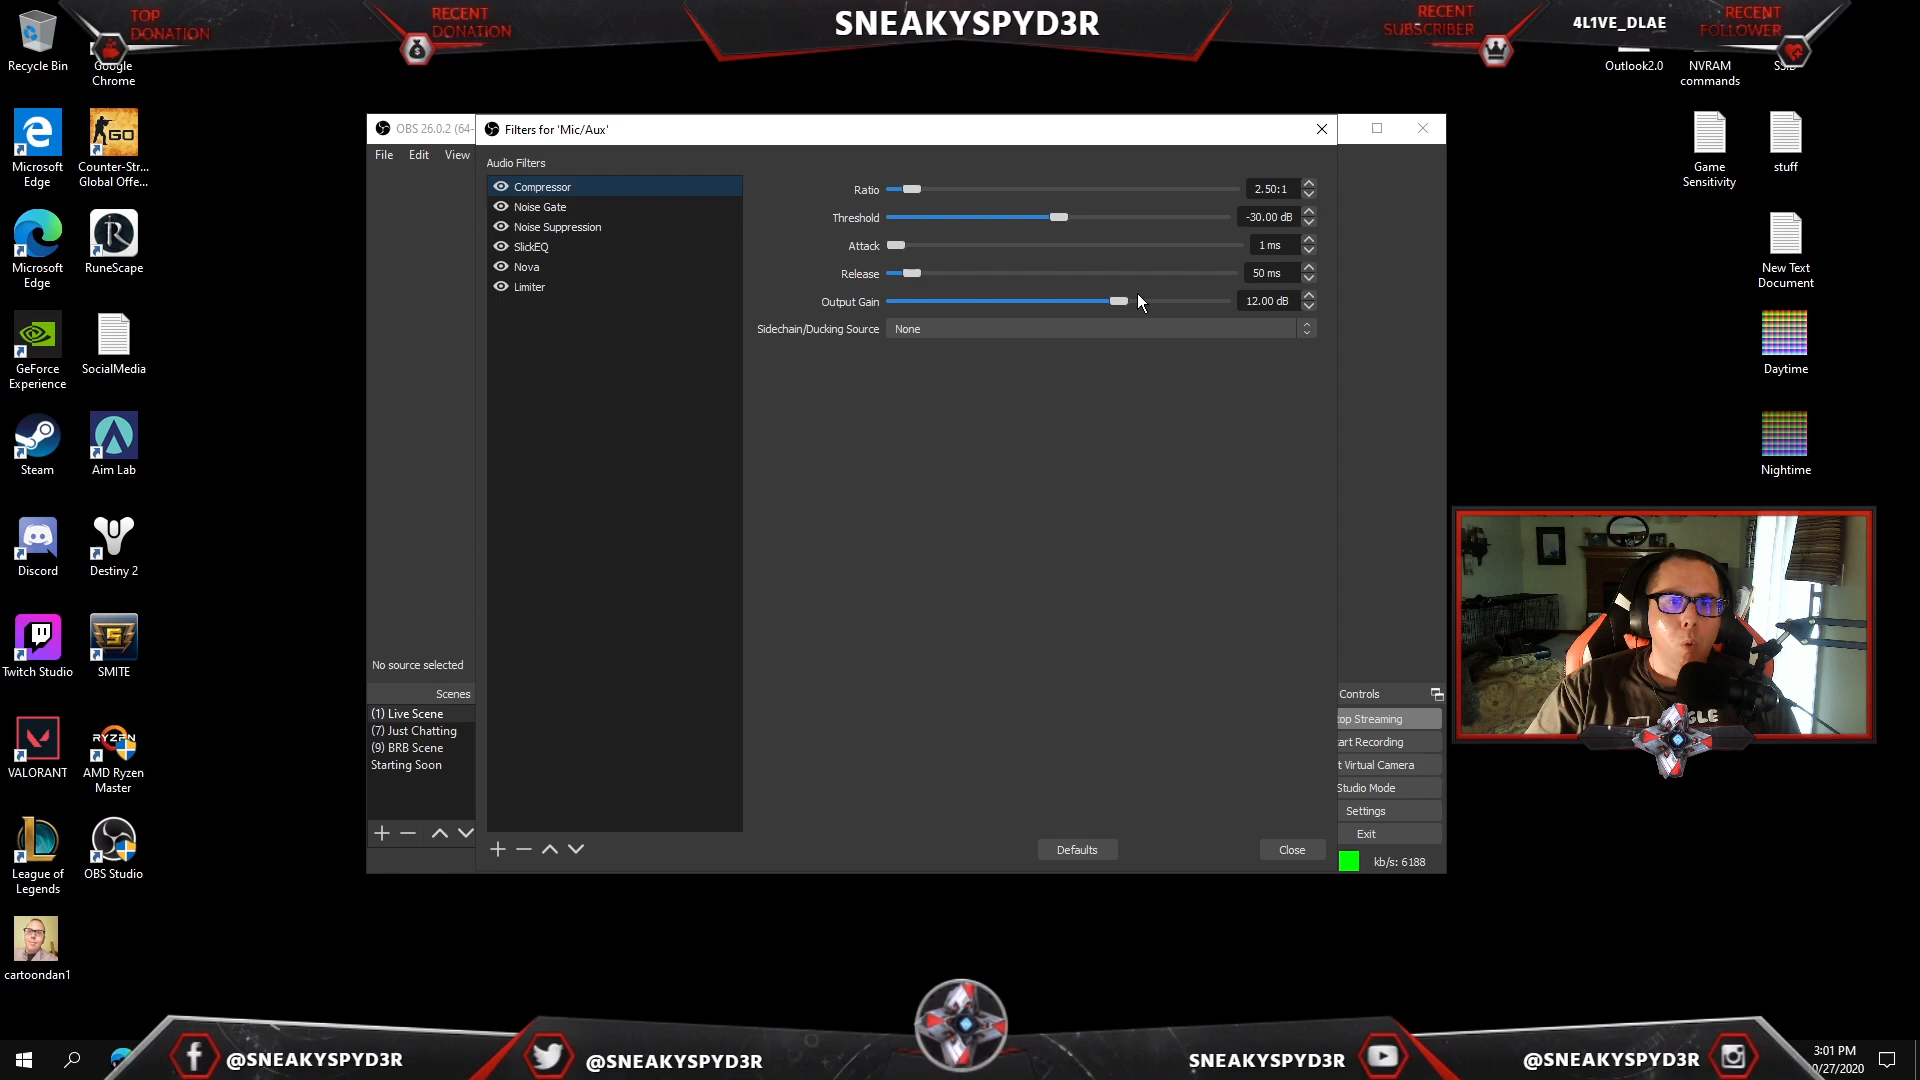 TOP
DONATION
RECENT
DONATION
SNEAKYSPYD3R
RECENT
SUBSCRIBER
4L1VE_DLAE
RECENT
FOLLOWER
Recycle Bin
Google
Chrome
Outlook2.0
NVRAM
commands
Microsoft
Edge
Counter-Str...
Global Offe...
Game
Sensitivity
stuff
Microsoft
Edge
RuneScape
New Text
Document
GeForce
Experience
SocialMedia
Daytime
Steam
Aim Lab
Nightime
Discord
Destiny 2
Twitch Studio
SMITE
VALORANT
RYZEN
AMD Ryzen
Master
League of
Legends
OBS Studio
cartoondan1
OBS 26.0.2 (64-
File Edit View
Filters for 'Mic/Aux'
Audio Filters
Compressor
Noise Gate
Noise Suppression
SlickEQ
Nova
Limiter
Ratio 2.50:1
Threshold -30.00 dB
Attack 1 ms
Release 50 ms
Output Gain 12.00 dB
Sidechain/Ducking Source None
Defaults
Close
No source selected
Scenes
(1) Live Scene
(7) Just Chatting
(9) BRB Scene
Starting Soon
Controls
top Streaming
art Recording
t Virtual Camera
Studio Mode
Settings
Exit
kb/s: 6188
@SNEAKYSPYD3R
@SNEAKYSPYD3R
SNEAKYSPYD3R
@SNEAKYSPYD3R
3:01 PM
0/27/2020